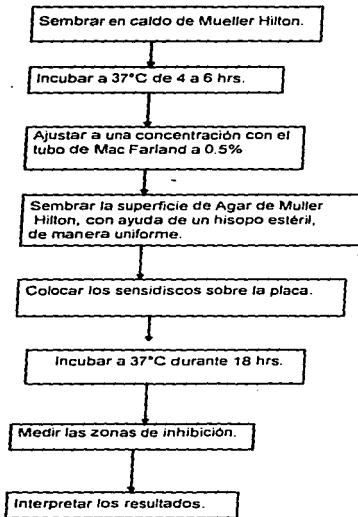 Sembrar en caldo de Mueller Hilton.
Incubar a 37°C de 4 a 6 hrs.
Ajustar a una concentración con el
tubo de Mac Farland a 0.5%
Sembrar la superficie de Agar de Muller
Hilton, con ayuda de un hisopo estéril,
de manera uniforme.
Colocar los sensidiscos sobre la placa.
Incubar a 37°C durante 18 hrs.
Medir las zonas de inhibición.
Interpretar los resultados.